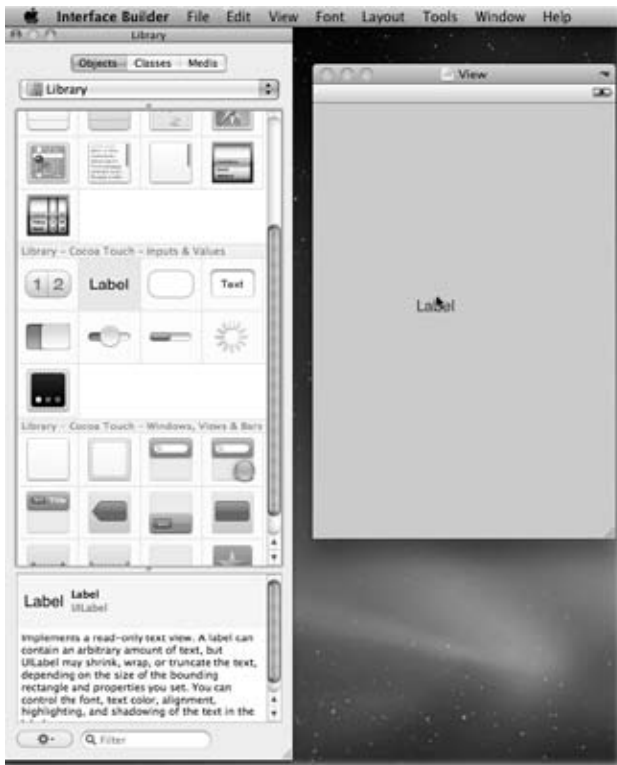 Interface Builder File Edit View Font Layout Tools Window Help
Library
Objects Classes Media
Library
Library – Cocoa Touch – Inputs & Values
1 2 Label Text
Library – Cocoa Touch – Windows, Views & Bars
Title
Label Label
UILabel
Implements a read-only text view. A label can
contain an arbitrary amount of text, but
UILabel may shrink, wrap, or truncate the text,
depending on the size of the bounding
rectangle and properties you set. You can
control the font, text color, alignment,
highlighting, and shadowing of the text in the
Filter
View
Label